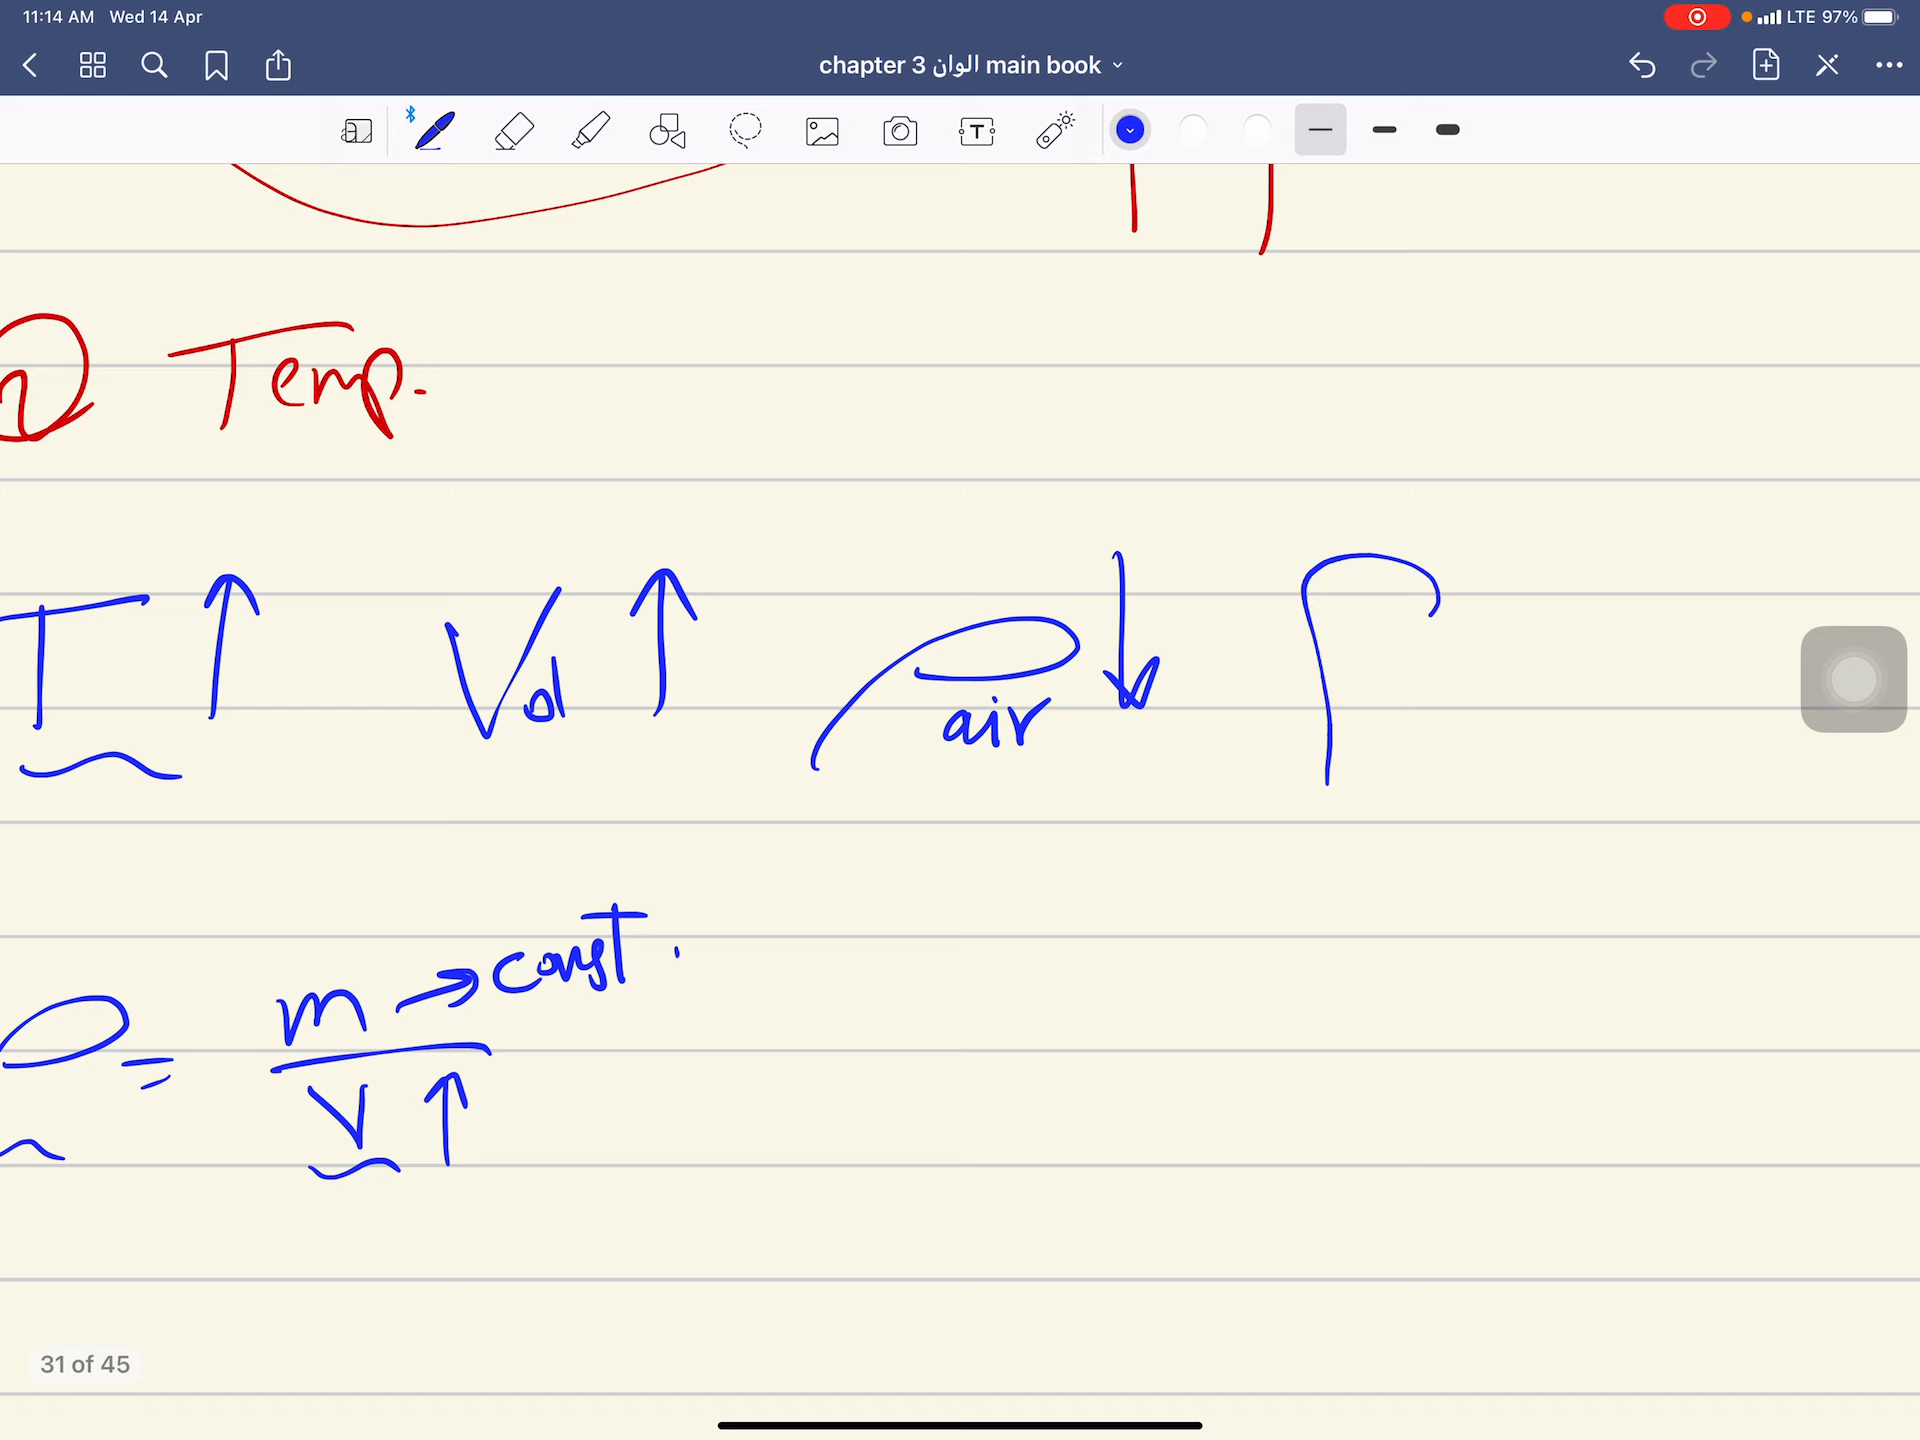 11:14 AM Wed 14 Apr LTE 97%
chapter 3 الوان main book
② Temp.
T ↑ Vol ↑ ρ air ↓
ρ = m → const.
V ↑
31 of 45